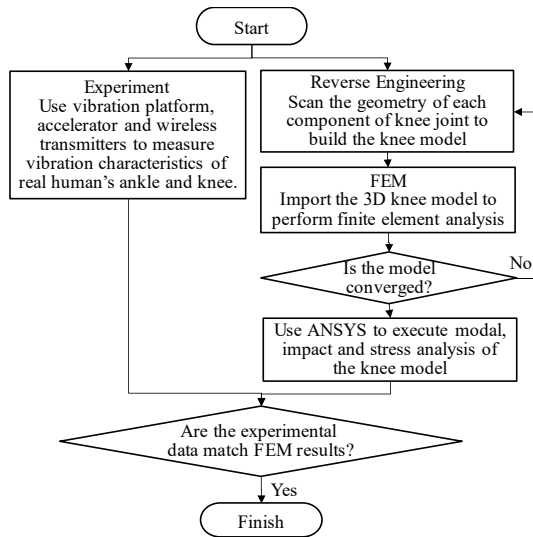 Start
Experiment
Use vibration platform,
accelerator and wireless
transmitters to measure
vibration characteristics of
real human's ankle and knee.
Reverse Engineering
Scan the geometry of each
component of knee joint to
build the knee model
FEM
Import the 3D knee model to
perform finite element analysis
Is the model
converged?
No
Use ANSYS to execute modal,
impact and stress analysis of
the knee model
Are the experimental
data match FEM results?
Yes
Finish